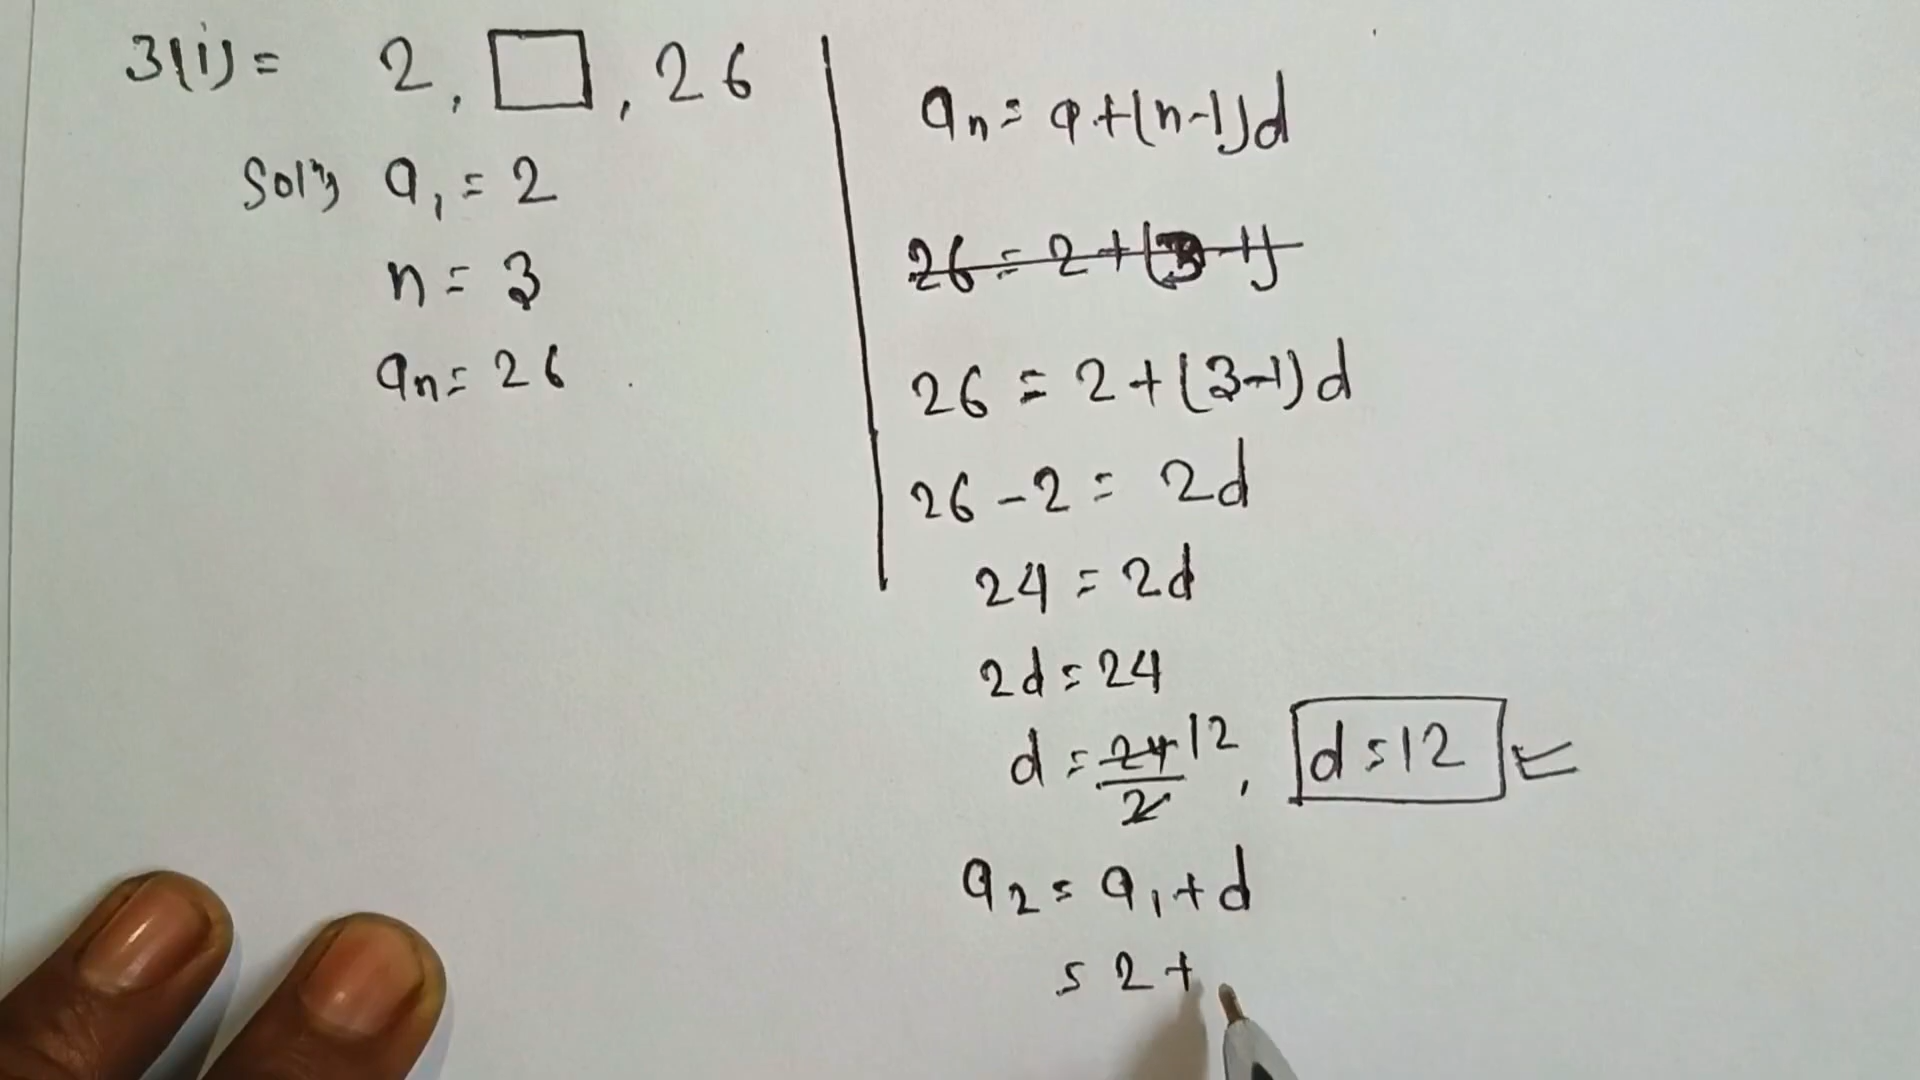 3(i) = 2, □, 26
Solⁿ, a₁ = 2
n = 3
aₙ = 26
aₙ = a + (n-1)d
26 = 2 + (3-1)
26 = 2 + (3-1)d
26 - 2 = 2d
24 = 2d
2d = 24
d = 24/2 12, d = 12
a₂ = a₁ + d
= 2 +